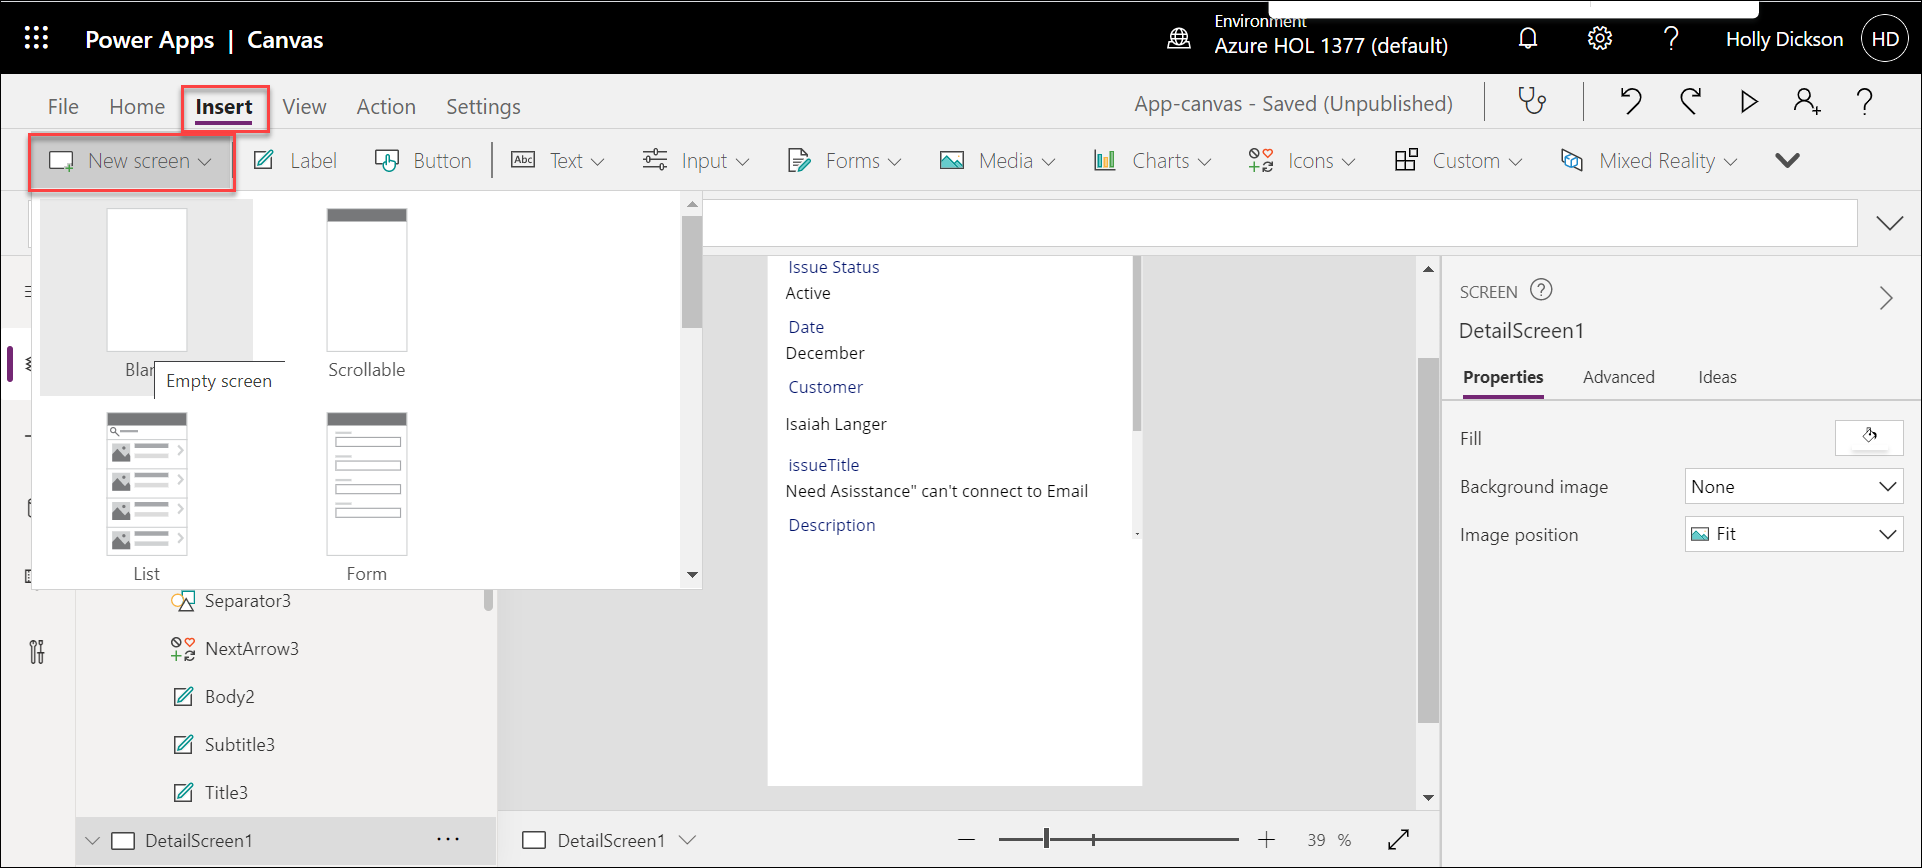 Power Apps | Canvas
Environment
Azure HOL 1377 (default)
Holly Dickson
HD
File Home Insert View Action Settings
App-canvas - Saved (Unpublished)
New screen Label Button Text Input Forms Media Charts Icons Custom Mixed Reality
Abc
Scrollable
Empty screen
List
Form
Separator3
NextArrow3
Body2
Subtitle3
Title3
DetailScreen1
Issue Status
Active
Date
December
Customer
Isaiah Langer
issueTitle
Need Asisstance" can't connect to Email
Description
DetailScreen1
39 %
SCREEN
DetailScreen1
Properties Advanced Ideas
Fill
Background image None
Image position Fit